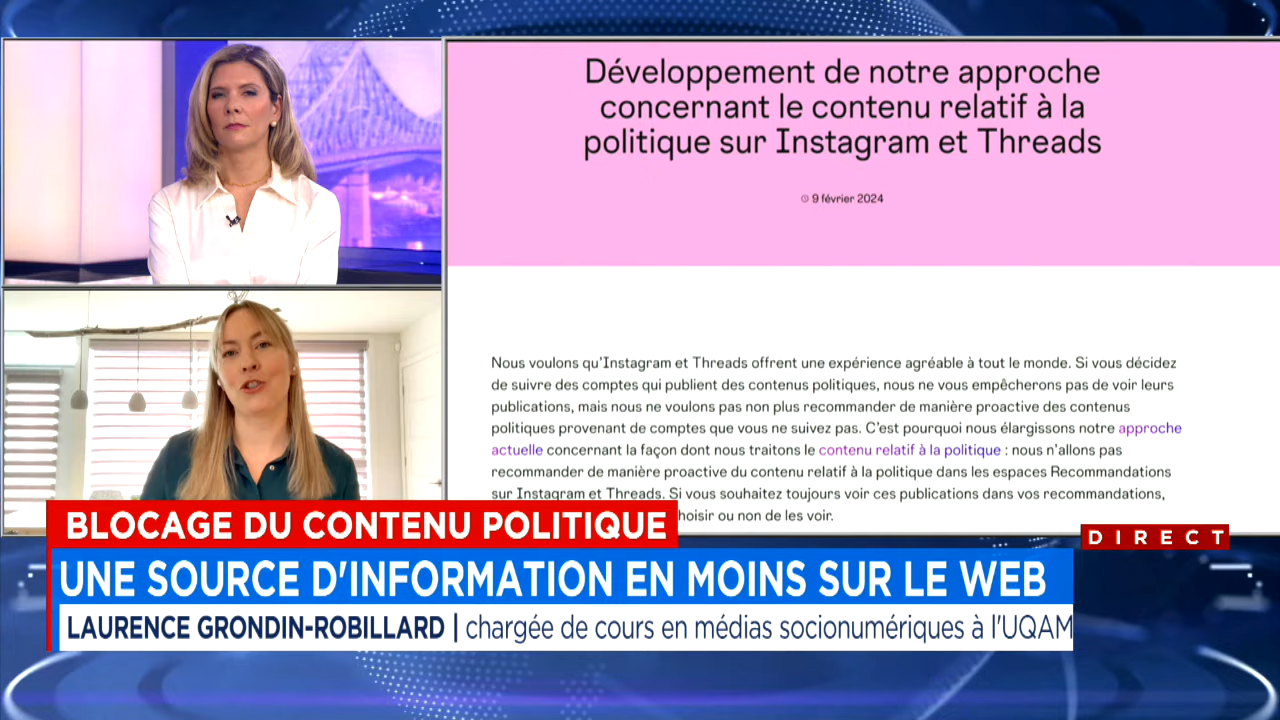 Développement de notre approche
concernant le contenu relatif à la
politique sur Instagram et Threads
9 février 2024
Nous voulons qu'Instagram et Threads offrent une expérience agréable à tout le monde. Si vous décidez
de suivre des comptes qui publient des contenus politiques, nous ne vous empêcherons pas de voir leurs
publications, mais nous ne voulons pas non plus recommander de manière proactive des contenus
politiques provenant de comptes que vous ne suivez pas. C'est pourquoi nous élargissons notre approche
actuelle concernant la façon dont nous traitons le contenu relatif à la politique : nous n'allons pas
recommander de manière proactive du contenu relatif à la politique dans les espaces Recommandations
sur Instagram et Threads. Si vous souhaitez toujours voir ces publications dans vos recommandations,
ou non de les voir.
BLOCAGE DU CONTENU POLITIQUE
DIRECT
UNE SOURCE D'INFORMATION EN MOINS SUR LE WEB
LAURENCE GRONDIN-ROBILLARD | chargée de cours en médias socionumériques à l'UQAM